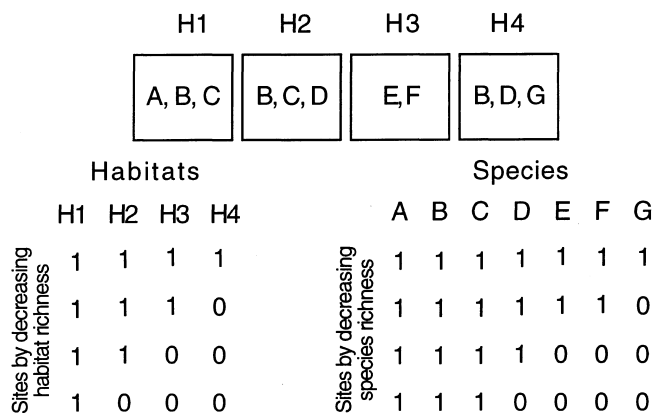 H1 H2 H3 H4
A, B, C B, C, D E, F B, D, G
Habitats Species
H1 H2 H3 H4 A B C D E F G
Sites by decreasing
habitat richness
1 1 1 1
1 1 1 0
1 1 0 0
1 0 0 0
Sites by decreasing
species richness
1 1 1 1 1 1 1
1 1 1 1 1 1 0
1 1 1 1 0 0 0
1 1 1 0 0 0 0